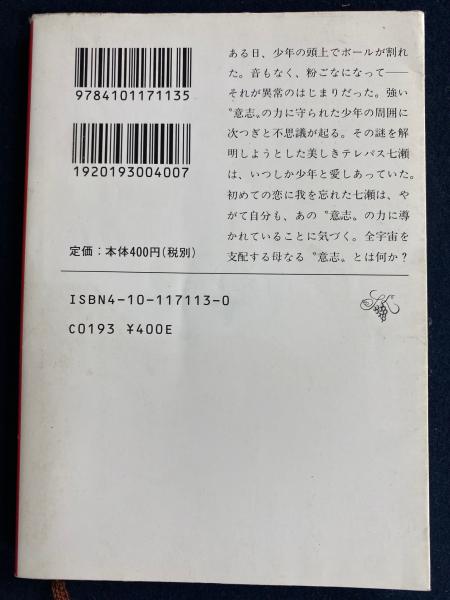 9784101171135
1920193004007
定価：本体400円(税別)
ある日、少年の頭上でボールが割れ
た。音もなく、粉ごなになって――
それが異常のはじまりだった。強い
〝意志〟の力に守られた少年の周囲に
次つぎと不思議が起る。その謎を解
明しようとした美しきテレパス七瀬
は、いつしか少年と愛しあっていた。
初めての恋に我を忘れた七瀬は、や
がて自分も、あの〝意志〟の力に導
かれていることに気づく。全宇宙を
支配する母なる〝意志〟とは何か？
ISBN4-10-117113-0
C0193 ¥400E